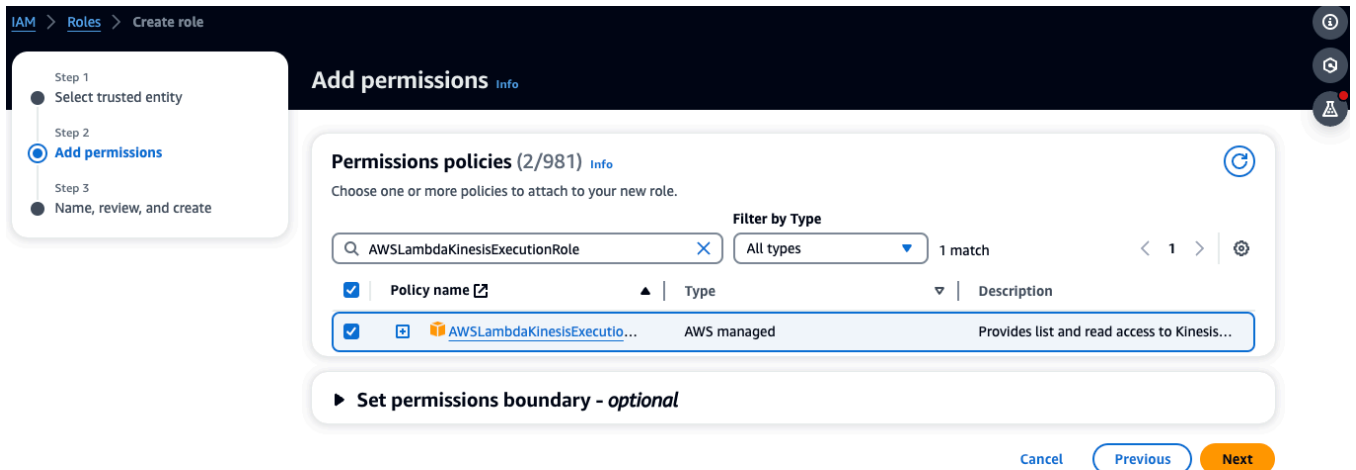 IAM > Roles > Create role
Step 1
Select trusted entity
Step 2
Add permissions
Step 3
Name, review, and create
Add permissions Info
Permissions policies (2/981) Info
Choose one or more policies to attach to your new role.
Filter by Type
AWSLambdaKinesisExecutionRole
All types
1 match
1
Policy name
Type
Description
AWSLambdaKinesisExecutio...
AWS managed
Provides list and read access to Kinesis...
Set permissions boundary - optional
Cancel
Previous
Next